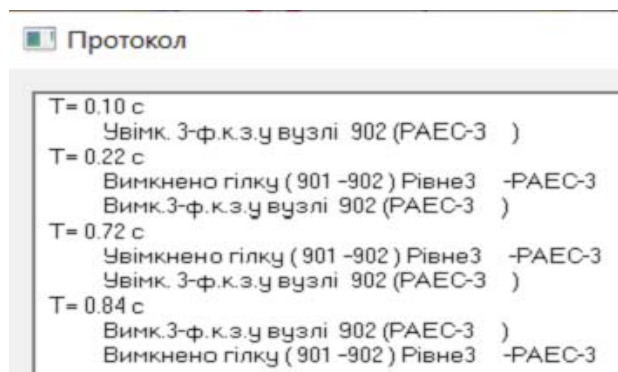 Протокол
T= 0.10 с
Увімк. 3-ф.к.з.у вузлі 902 (РАЕС-3 )
T= 0.22 с
Вимкнено гілку ( 901 -902 ) Рівне3 -РАЕС-3
Вимк.3-ф.к.з.у вузлі 902 (РАЕС-3 )
T= 0.72 с
Увімкнено гілку ( 901 -902 ) Рівне3 -РАЕС-3
Увімк. 3-ф.к.з.у вузлі 902 (РАЕС-3 )
T= 0.84 с
Вимк.3-ф.к.з.у вузлі 902 (РАЕС-3 )
Вимкнено гілку ( 901 -902 ) Рівне3 -РАЕС-3